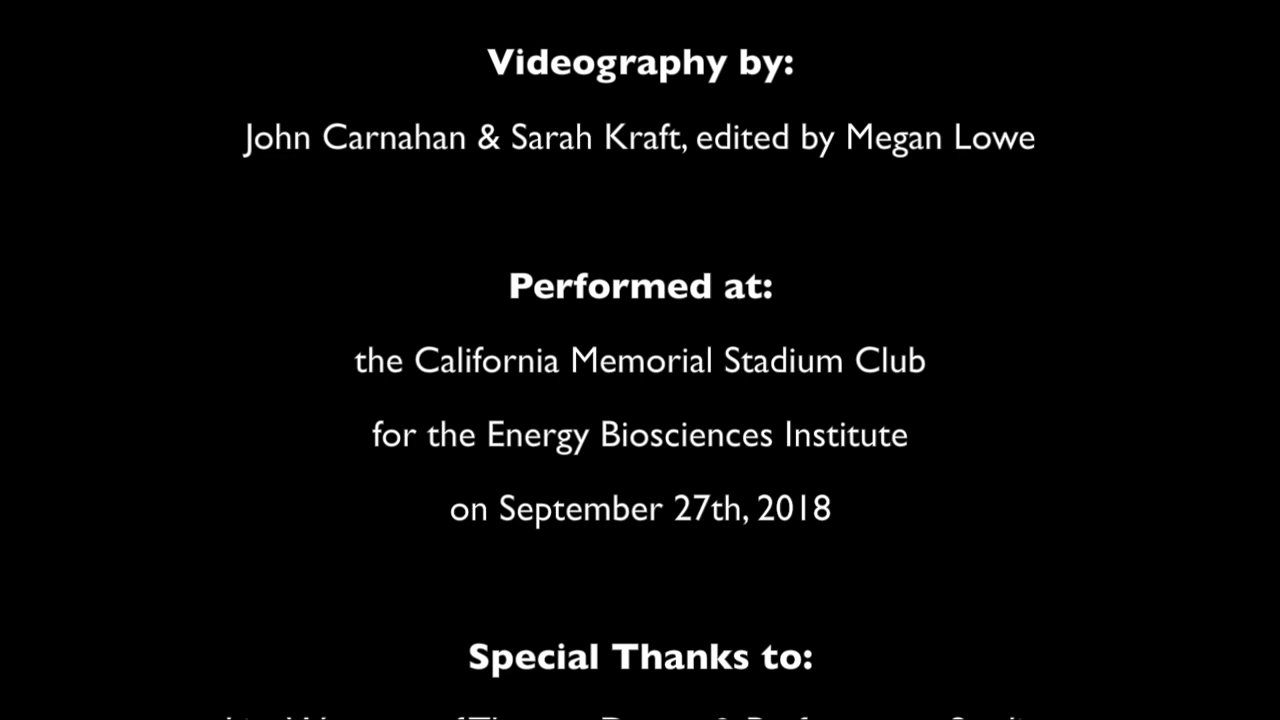 Videography by:
John Carnahan & Sarah Kraft, edited by Megan Lowe
Performed at:
the California Memorial Stadium Club
for the Energy Biosciences Institute
on September 27th, 2018
Special Thanks to: